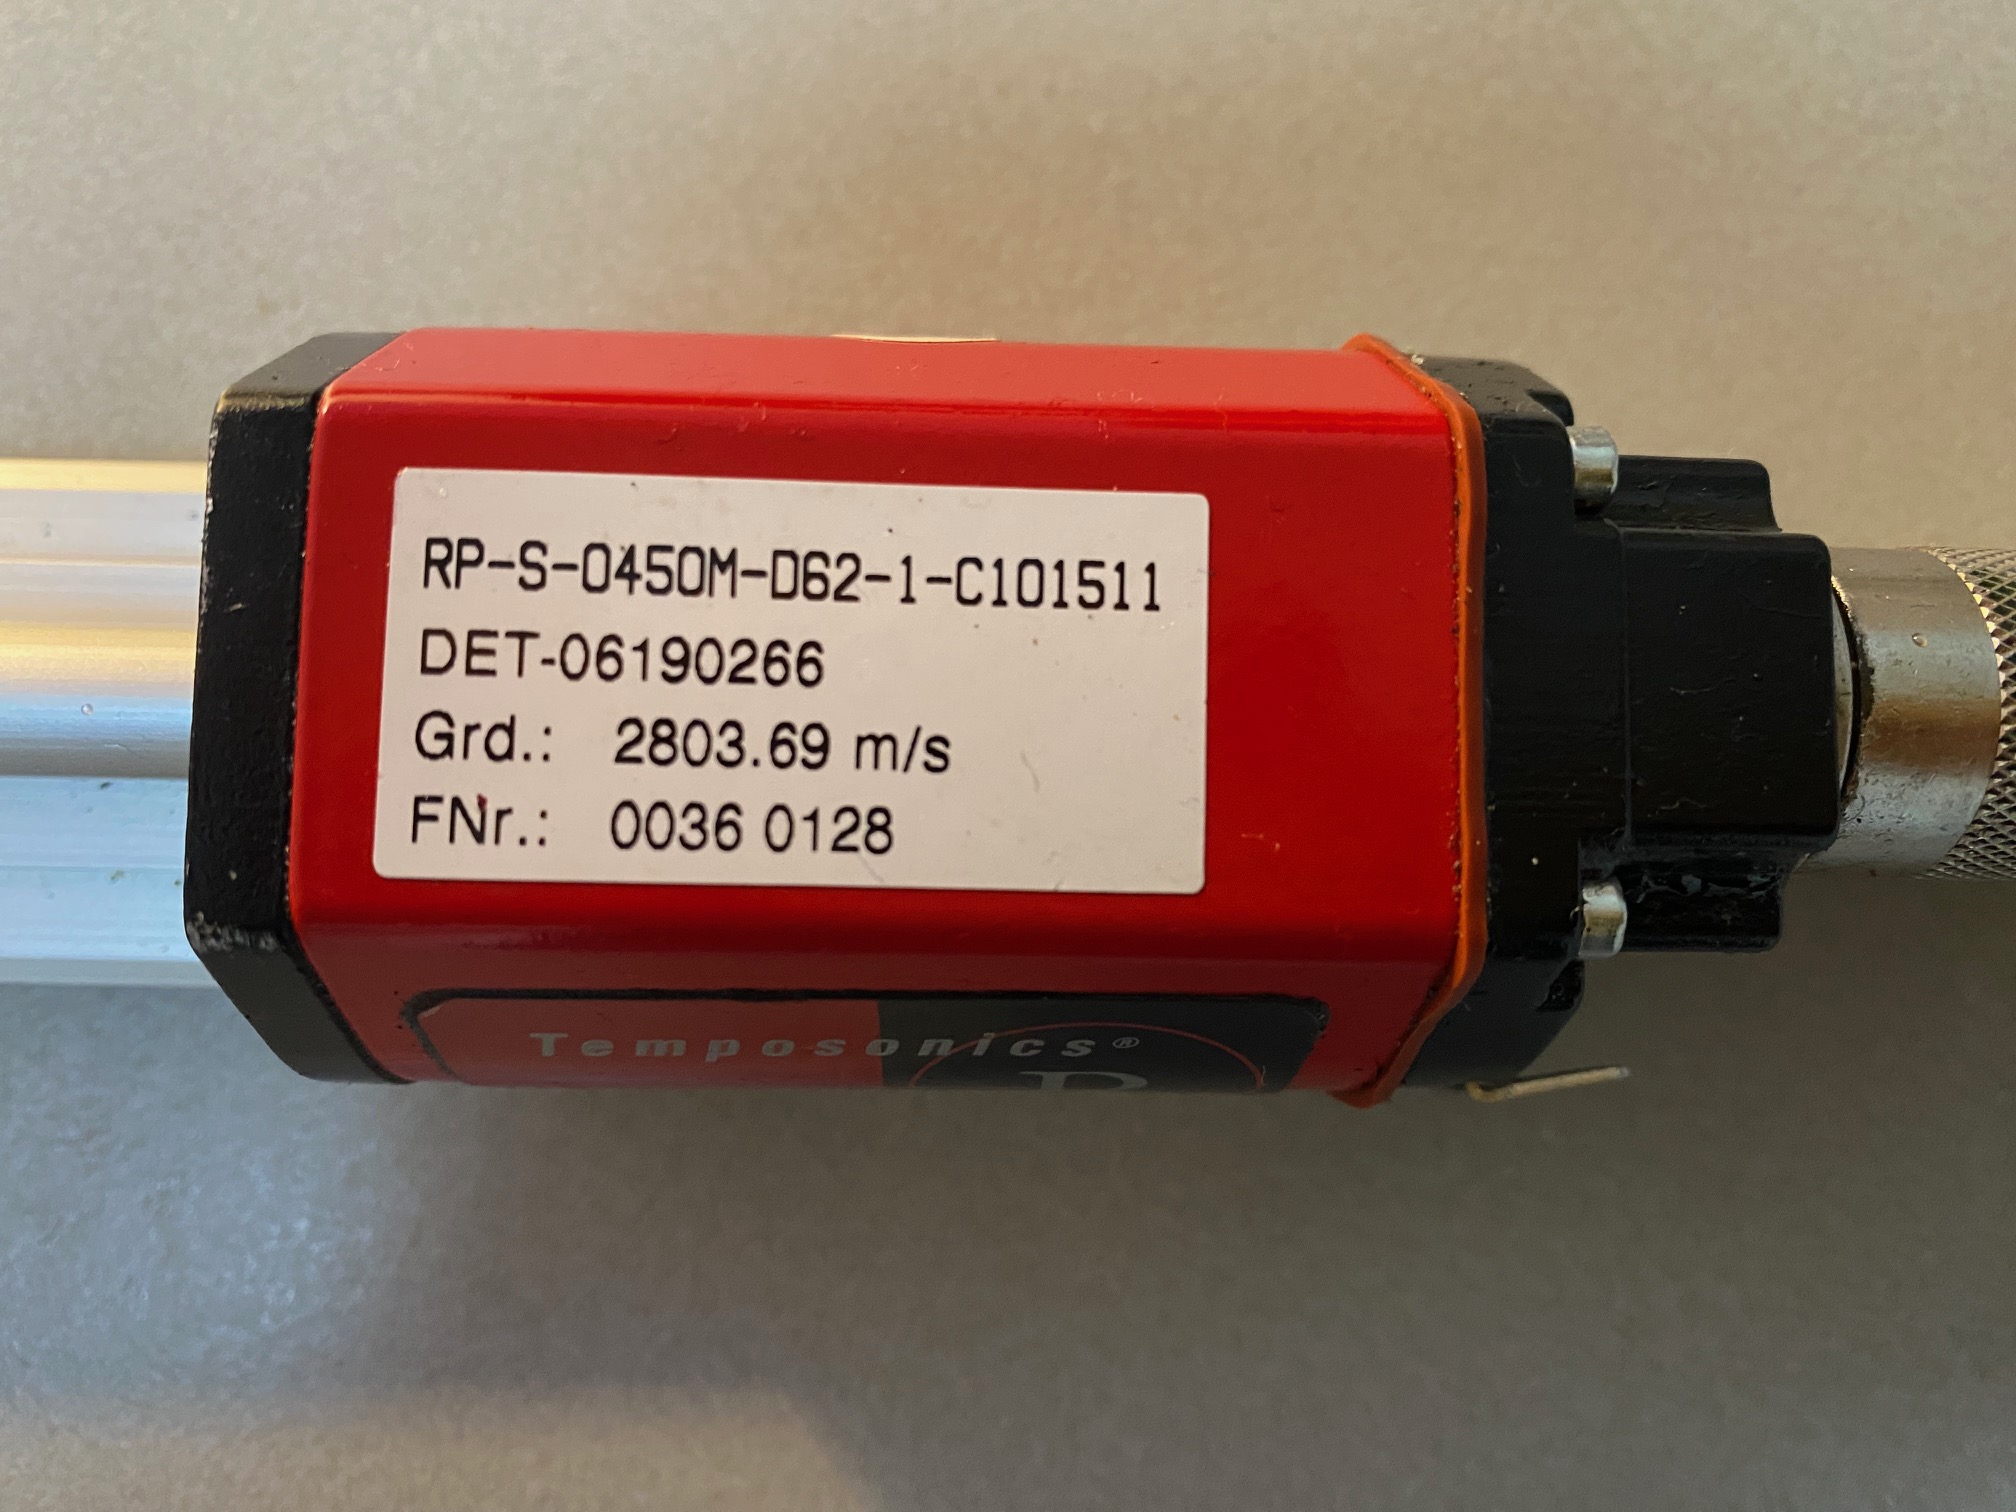 RP-S-0450M-D62-1-C101511
DET-06190266
Grd.: 2803.69 m/s
FNr.: 0036 0128
Temposonics®
R